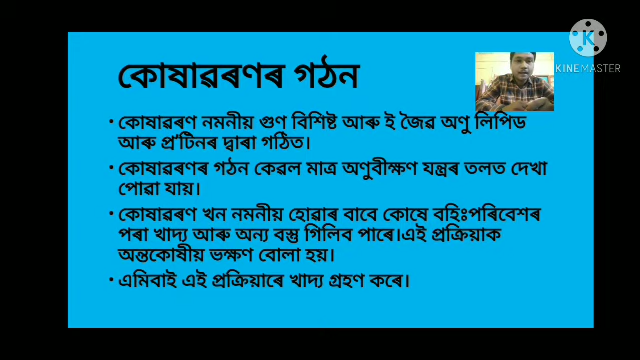 কোষাৱৰণৰ গঠন
KINEMASTER
• কোষাৱৰণ নমনীয় গুণ বিশিষ্ট আৰু ই জৈৱ অণু লিপিড
আৰু প্ৰ'টিনৰ দ্বাৰা গঠিত।
• কোষাৱৰণৰ গঠন কেৱল মাত্ৰ অণুবীক্ষণ যন্ত্ৰৰ তলত দেখা
পোৱা যায়।
• কোষাৱৰণ খন নমনীয় হোৱাৰ বাবে কোষে বহিঃপৰিবেশৰ
পৰা খাদ্য আৰু অন্য বস্তু গিলিব পাৰে।এই প্ৰক্ৰিয়াক
অন্তকোষীয় ভক্ষণ বোলা হয়।
• এমিবাই এই প্ৰক্ৰিয়াৰে খাদ্য গ্ৰহণ কৰে।